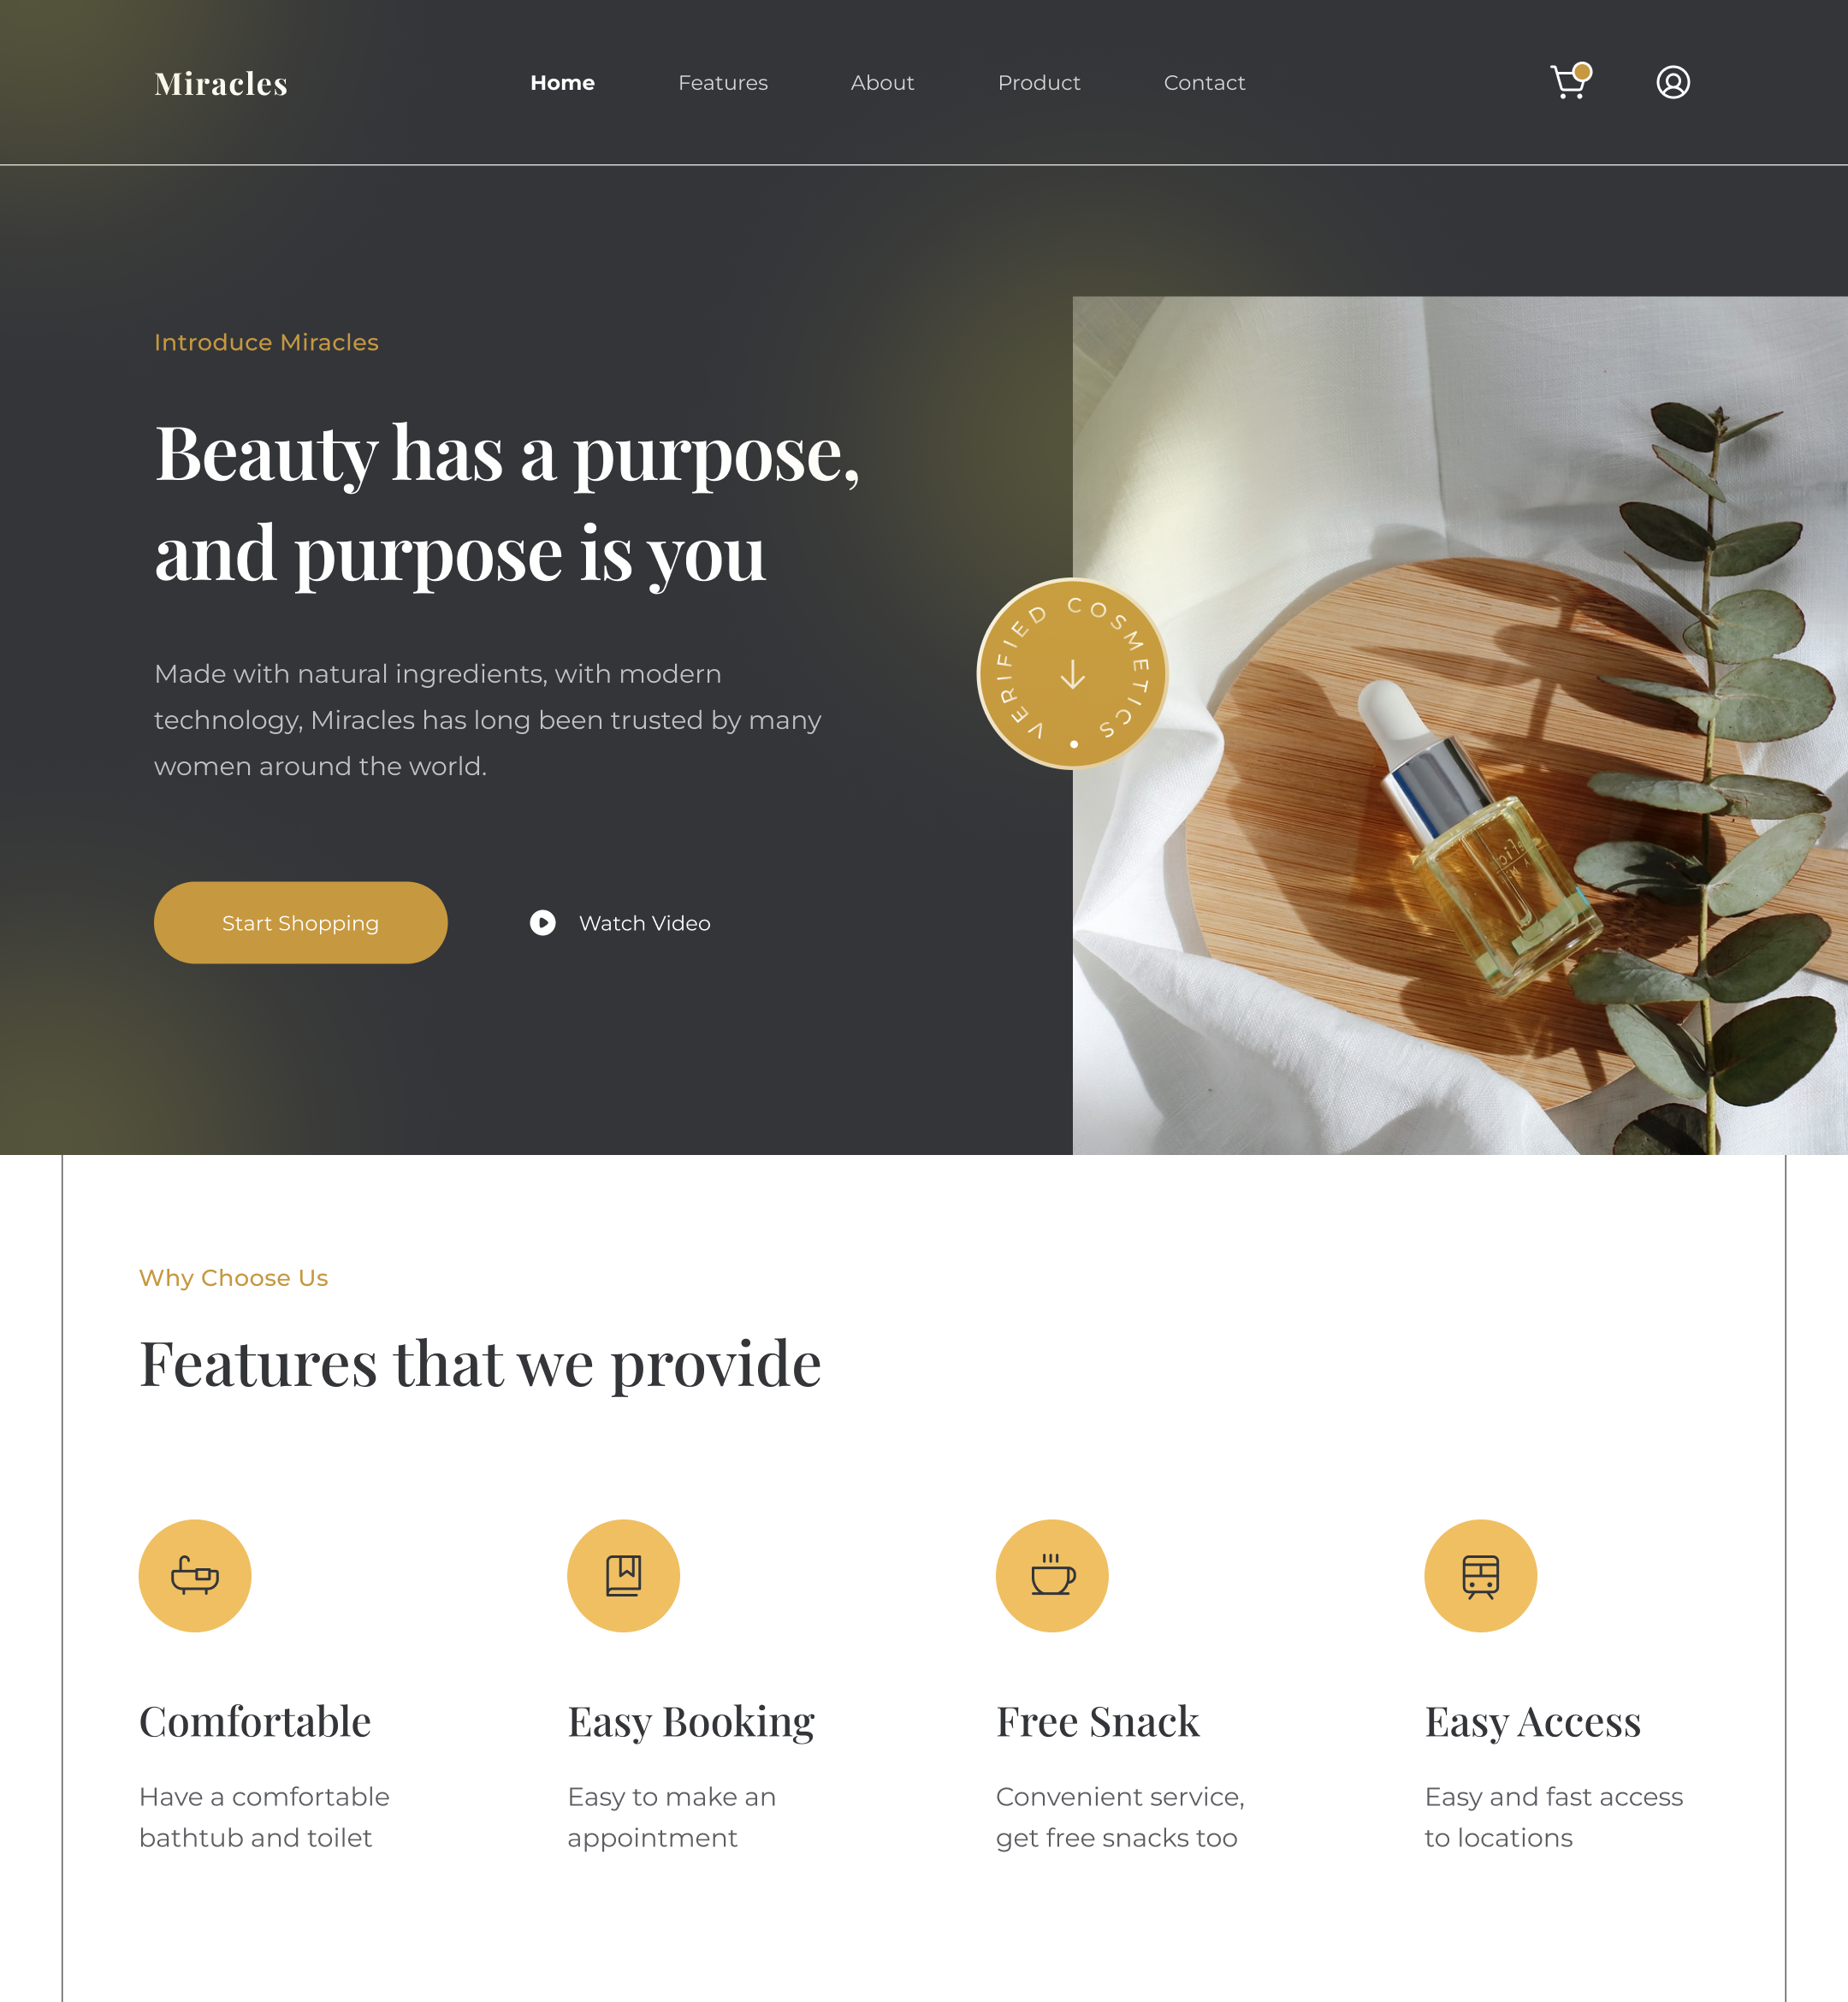 Miracles
Home
Features
About
Product
Contact
Introduce Miracles
Beauty has a purpose,
and purpose is you
Made with natural ingredients, with modern
technology, Miracles has long been trusted by many
women around the world.
Start Shopping
Watch Video
VERIFIED COSMETICS •
Why Choose Us
Features that we provide
Comfortable
Have a comfortable
bathtub and toilet
Easy Booking
Easy to make an
appointment
Free Snack
Convenient service,
get free snacks too
Easy Access
Easy and fast access
to locations